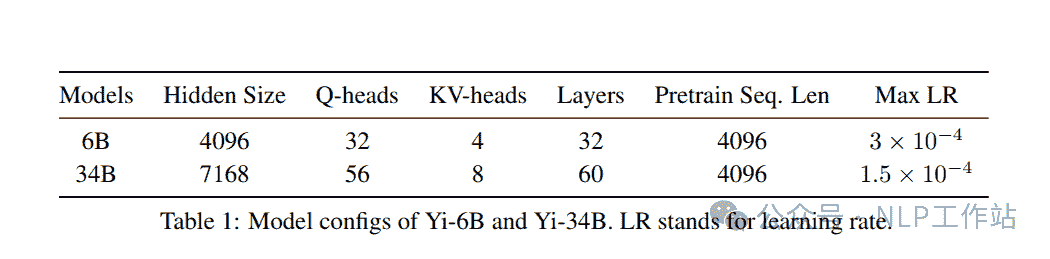 Models Hidden Size Q-heads KV-heads Layers Pretrain Seq. Len Max LR
6B 4096 32 4 32 4096 3 × 10⁻⁴
34B 7168 56 8 60 4096 1.5 × 10⁻⁴
Table 1: Model configs of Yi-6B and Yi-34B. LR stands for learning rate.
公众号 · NLP工作站